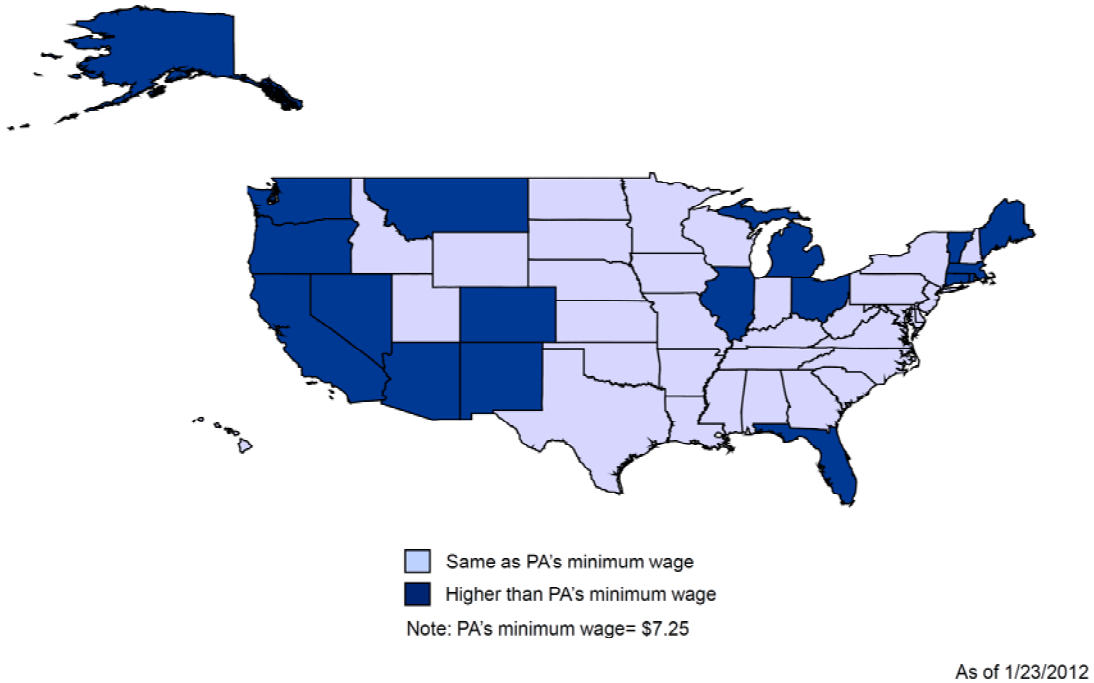 Same as PA's minimum wage
Higher than PA's minimum wage
Note: PA's minimum wage= $7.25
As of 1/23/2012